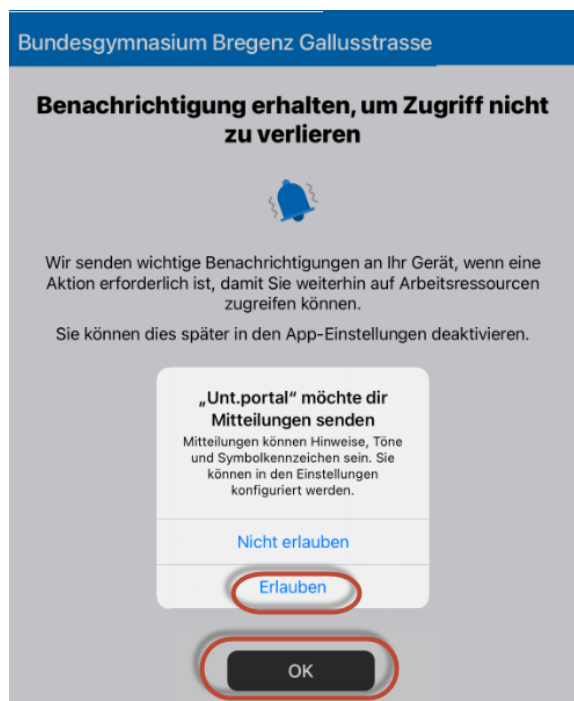 Bundesgymnasium Bregenz Gallusstrasse
Benachrichtigung erhalten, um Zugriff nicht
zu verlieren
Wir senden wichtige Benachrichtigungen an Ihr Gerät, wenn eine
Aktion erforderlich ist, damit Sie weiterhin auf Arbeitsressourcen
zugreifen können.
Sie können dies später in den App-Einstellungen deaktivieren.
„Unt.portal“ möchte dir
Mitteilungen senden
Mitteilungen können Hinweise, Töne
und Symbolkennzeichen sein. Sie
können in den Einstellungen
konfiguriert werden.
Nicht erlauben
Erlauben
OK